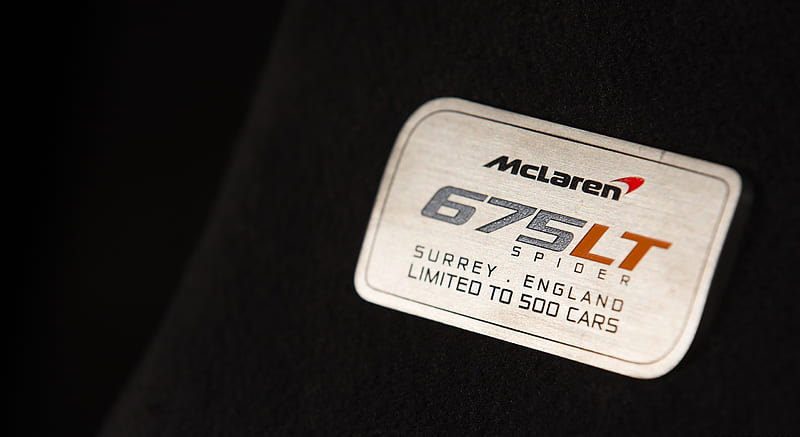 McLaren
675LT
SPIDER
SURREY . ENGLAND
LIMITED TO 500 CARS